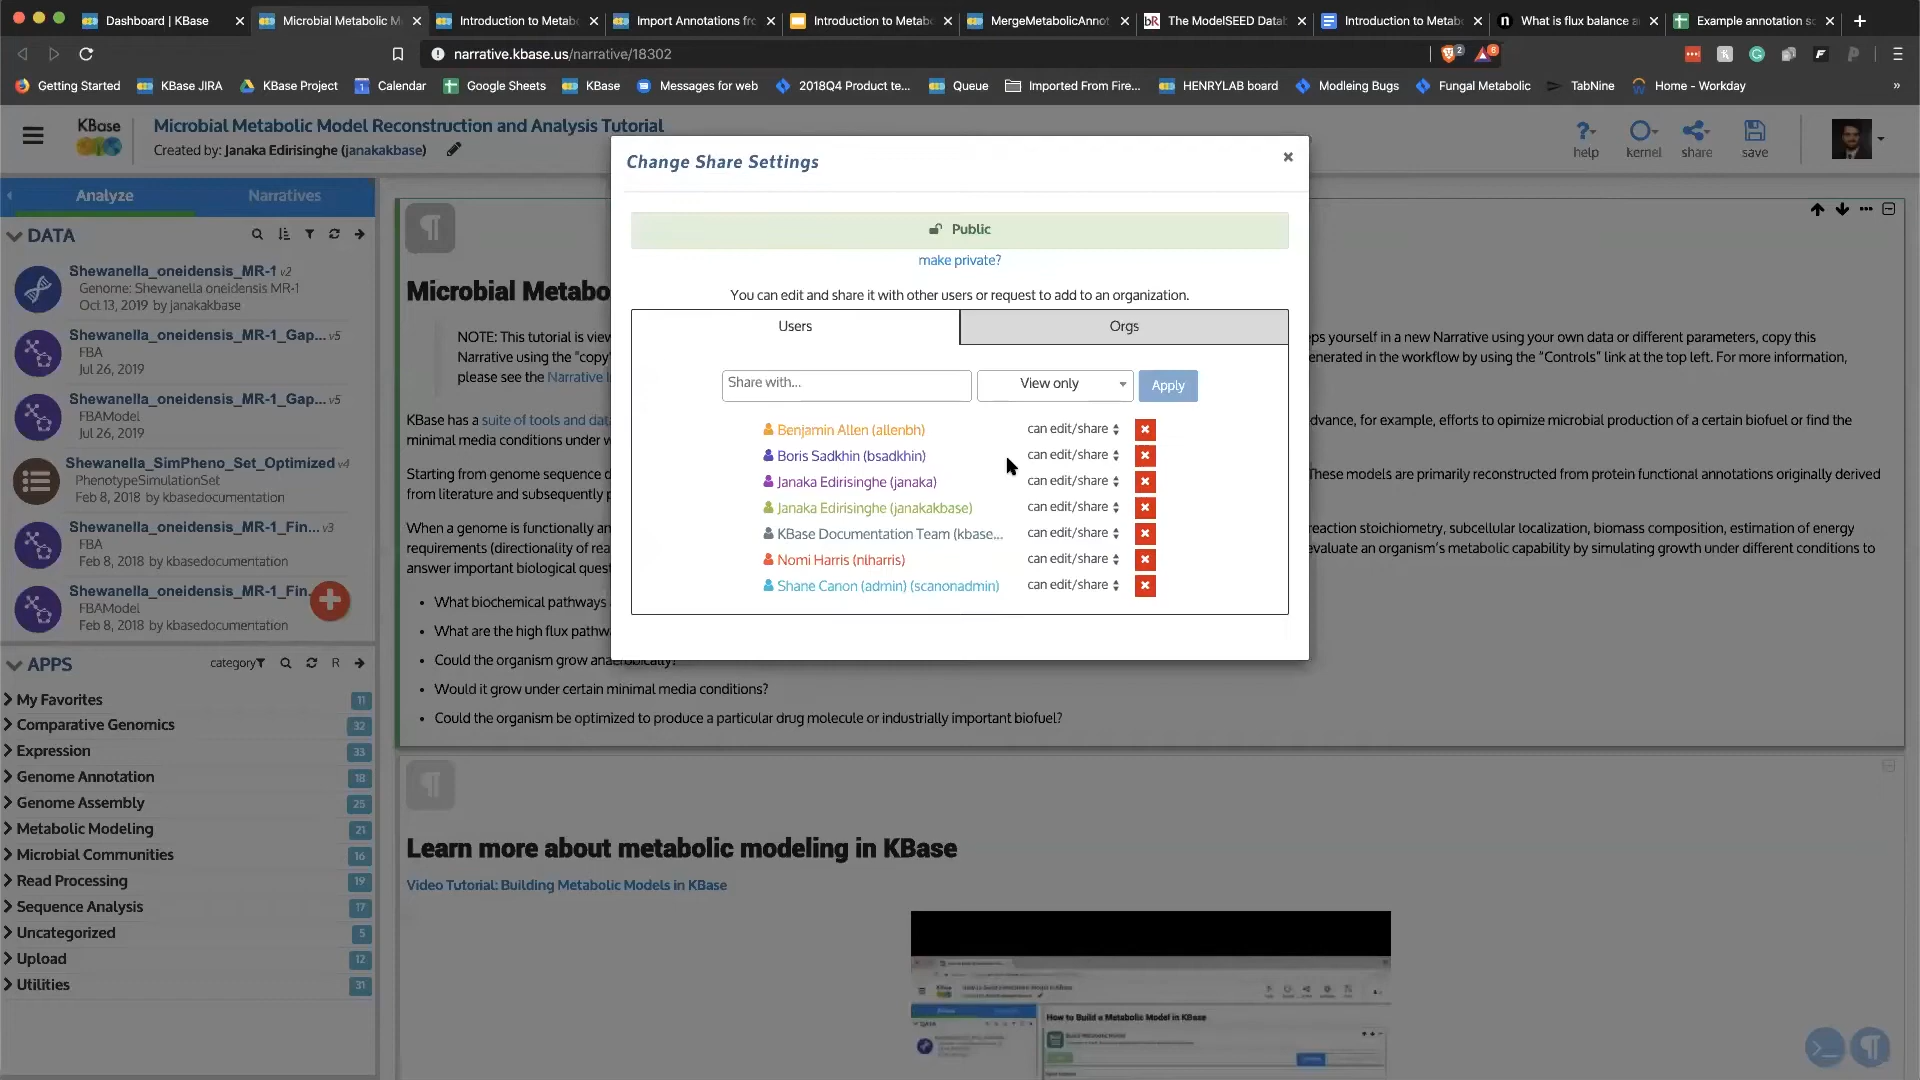 Dashboard | KBase
Microbial Metabolic M
Introduction to Metab
Import Annotations fr
Introduction to Metab
MergeMetabolicAnnot
The ModelSEED Datab
Introduction to Metab
What is flux balance a
Example annotation sc
narrative.kbase.us/narrative/18302
2
6
Getting Started
KBase JIRA
KBase Project
Calendar
Google Sheets
KBase
Messages for web
2018Q4 Product te...
Queue
Imported From Fire...
HENRYLAB board
Modleing Bugs
Fungal Metabolic
TabNine
Home - Workday
»
KBase
Microbial Metabolic Model Reconstruction and Analysis Tutorial
Created by: Janaka Edirisinghe (janakakbase)
help
kernel
share
save
Analyze
Narratives
DATA
Shewanella_oneidensis_MR-1 v2
Genome: Shewanella oneidensis MR-1
Oct 13, 2019 by janakakbase
Shewanella_oneidensis_MR-1_Gap... v5
FBA
Jul 26, 2019
Shewanella_oneidensis_MR-1_Gap... v5
FBAModel
Jul 26, 2019
Shewanella_SimPheno_Set_Optimized v4
PhenotypeSimulationSet
Feb 8, 2018 by kbasedocumentation
Shewanella_oneidensis_MR-1_Fin... v3
FBA
Feb 8, 2018 by kbasedocumentation
Shewanella_oneidensis_MR-1_Fin.
FBAModel
Feb 8, 2018 by kbasedocumentation
APPS
category
R
My Favorites 11
Comparative Genomics 32
Expression 33
Genome Annotation 18
Genome Assembly 25
Metabolic Modeling 21
Microbial Communities 16
Read Processing 19
Sequence Analysis 17
Uncategorized 5
Upload 12
Utilities 31
Change Share Settings
Public
make private?
You can edit and share it with other users or request to add to an organization.
Users
Orgs
Share with...
View only
Apply
Benjamin Allen (allenbh) can edit/share
Boris Sadkhin (bsadkhin) can edit/share
Janaka Edirisinghe (janaka) can edit/share
Janaka Edirisinghe (janakakbase) can edit/share
KBase Documentation Team (kbase... can edit/share
Nomi Harris (niharris) can edit/share
Shane Canon (admin) (scanonadmin) can edit/share
Microbial Metabo
NOTE: This tutorial is view
ps yourself in a new Narrative using your own data or different parameters, copy this
Narrative using the "copy"
enerated in the workflow by using the "Controls" link at the top left. For more information,
please see the Narrative
KBase has a suite of tools and dat
dvance, for example, efforts to opimize microbial production of a certain biofuel or find the
minimal media conditions under w
Starting from genome sequence d
These models are primarily reconstructed from protein functional annotations originally derived
from literature and subsequently p
When a genome is functionally an
reaction stoichiometry, subcellular localization, biomass composition, estimation of energy
requirements (directionality of rea
evaluate an organism's metabolic capability by simulating growth under different conditions to
answer important biological quest
• What biochemical pathways
• What are the high flux pathw
• Could the organism grow anaerobically?
• Would it grow under certain minimal media conditions?
• Could the organism be optimized to produce a particular drug molecule or industrially important biofuel?
Learn more about metabolic modeling in KBase
Video Tutorial: Building Metabolic Models in KBase
How to Build a Metabolic Model in KBase